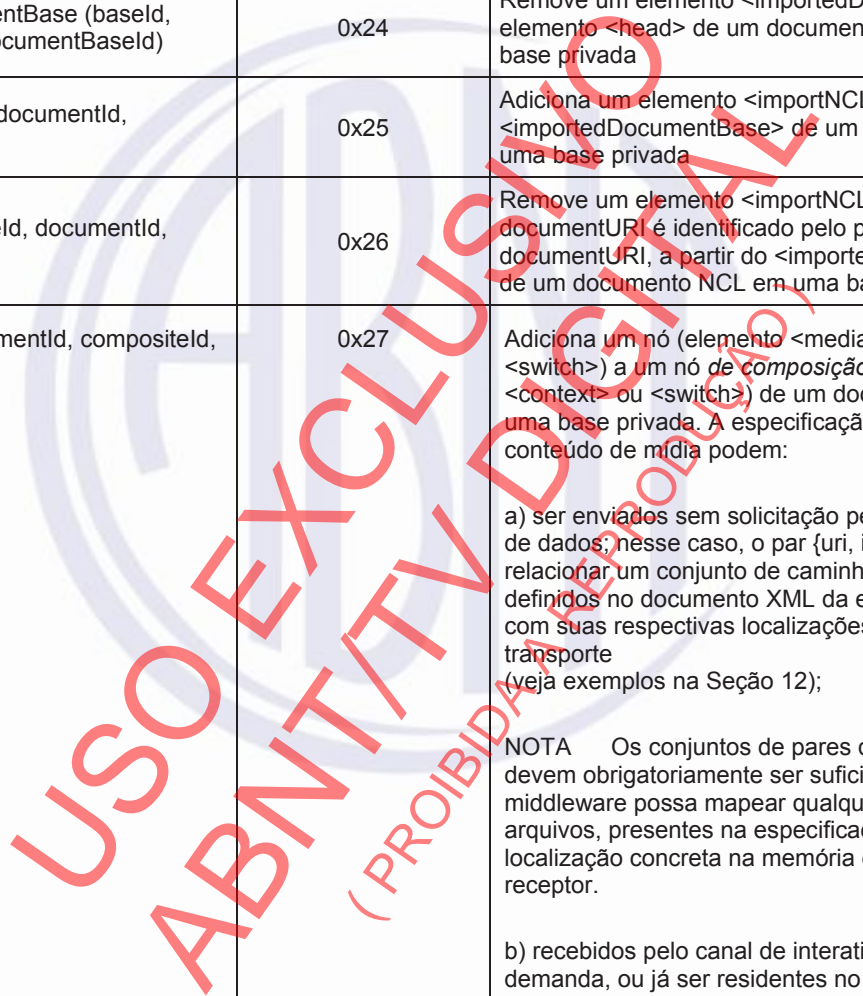 entBase (baseId,
ocumentBaseId)
0x24
Remove um elemento <importedD
elemento <head> de um documen
base privada
documentId,
0x25
Adiciona um elemento <importNCL
<importedDocumentBase> de um
uma base privada
eId, documentId,
0x26
Remove um elemento <importNCL
documentURI é identificado pelo p
documentURI, a partir do <importe
de um documento NCL em uma ba
mentId, compositeId,
0x27
Adiciona um nó (elemento <media
<switch>) a um nó de composição
<context> ou <switch>) de um doc
uma base privada. A especificaçã
conteúdo de mídia podem:
a) ser enviados sem solicitação pe
de dados; nesse caso, o par {uri, i
relacionar um conjunto de caminh
definidos no documento XML da e
com suas respectivas localizações
transporte
(veja exemplos na Seção 12);
NOTA Os conjuntos de pares d
devem obrigatoriamente ser sufici
middleware possa mapear qualqu
arquivos, presentes na especifica
localização concreta na memória
receptor.
b) recebidos pelo canal de interati
demanda, ou já ser residentes no
USO EXCLUSIVO
ABNT/TV DIGITAL
( PROIBIDA A REPRODUÇÃO )